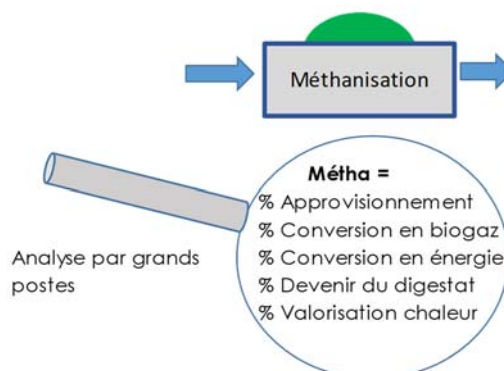 Méthanisation
Métha =
% Approvisionnement
% Conversion en biogaz
% Conversion en énergie
% Devenir du digestat
% Valorisation chaleur
Analyse par grands
postes